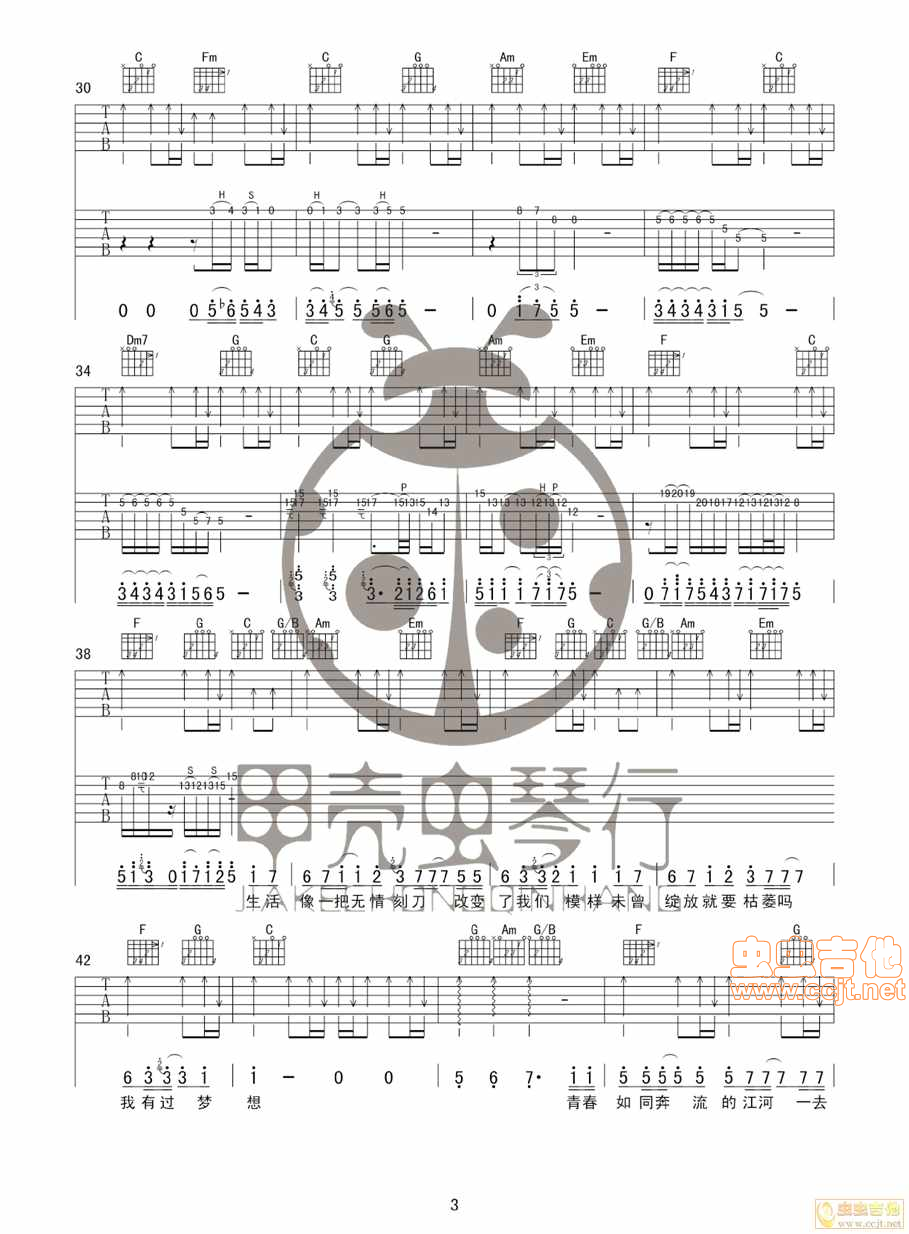 C Fm C G Am Em F C
30
T A B
H S H H
3 4 3 1 0 0 1 3 3 3 5 5 8 7 8 8 5 6 5 6 5 5 5 5
T A B
3
3
0 0 0 5 ♭6 5 4 3 3 4 5 5 5 6 5 - 0 1 7 5 5 - 3 4 3 4 3 1 5 5 -
Dm7 G C G Am Em F C
34
T A B
P H P
5 6 5 6 5 5 5 7 5 15 17 15 15 17 15 17 15 13 15 14 13 15 13 13 13 12 13 12 12 19 20 19 20 18 17 12 13 12 13 12 8
T A B
3
3 4 3 4 3 1 5 6 5 - 5 3 5 3 3· 2 1 2 6 1 5 1 1 1 7 1 7 5 - 0 7 1 7 5 4 3 7 1 7 1 7 5
F G C G/B Am Em F G C G/B Am Em
38
T A B
S S
8 8 10 12 13 12 13 15 15
T A B
5 1 3 0 1 7 1 2 5 1 7 6 7 1 1 2 3 7 7 7 5 5 6 3 3 2 1 1 1 7 6 7 1 2 3 7 7 7
生活 像一把无情刻刀 改变了我们 模样未曾 绽放就要枯萎吗
甲壳虫琴行
JIAKECHONGQINHANG
F G C G Am G/B F G
42
T A B
虫虫吉他
www.ccjt.net
6 3 3 3 1 1 - 0 0 5 6 7· 1 1 5 5 5 5 5 5 7 7 7 7 7
我有过梦想 青春如同奔流的江河一去
3
虫虫吉他
www.ccjt.net